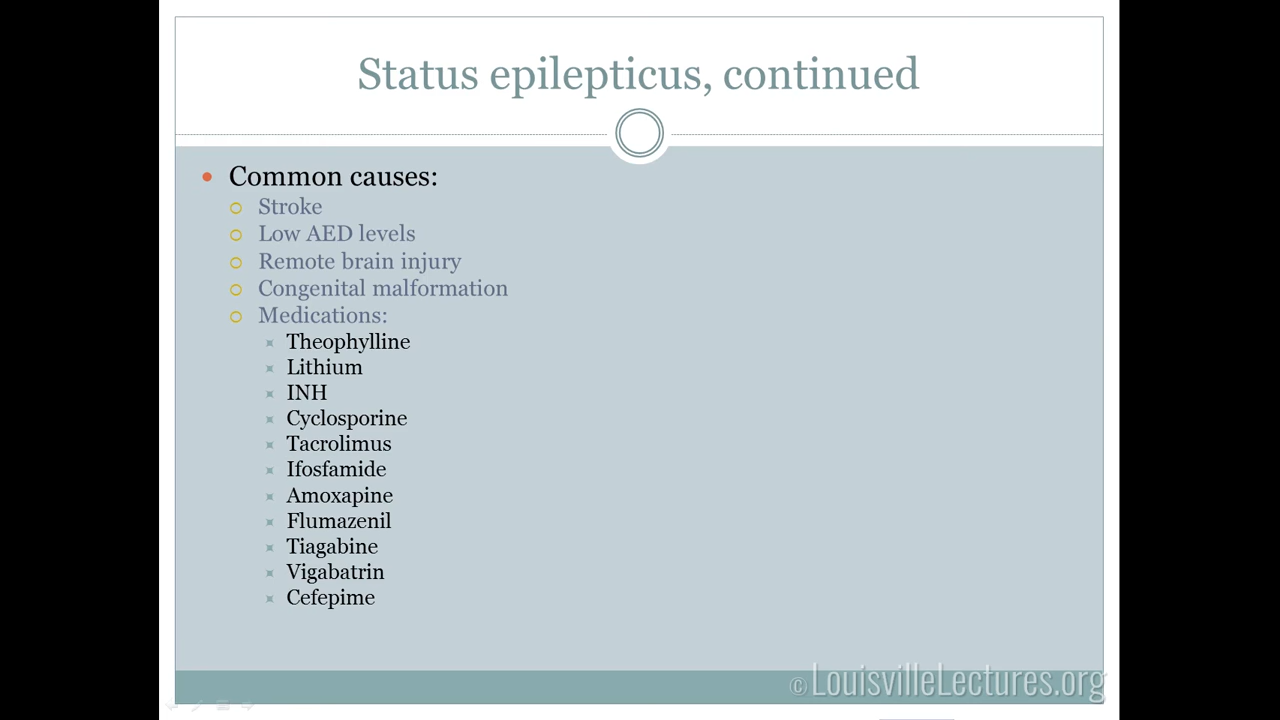 Status epilepticus, continued
Common causes:
Stroke
Low AED levels
Remote brain injury
Congenital malformation
Medications:
Theophylline
Lithium
INH
Cyclosporine
Tacrolimus
Ifosfamide
Amoxapine
Flumazenil
Tiagabine
Vigabatrin
Cefepime
© LouisvilleLectures.org